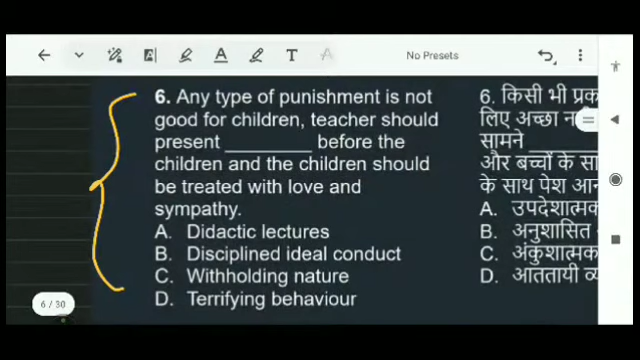 No Presets
6. Any type of punishment is not
good for children, teacher should
present ________ before the
children and the children should
be treated with love and
sympathy.
A. Didactic lectures
B. Disciplined ideal conduct
C. Withholding nature
D. Terrifying behaviour
6. किसी भी प्रक
लिए अच्छा न
सामने ________
और बच्चों के सा
के साथ पेश आन
A. उपदेशात्मक
B. अनुशासित
C. अंकुशात्मक
D. आततायी व्य
6 / 30